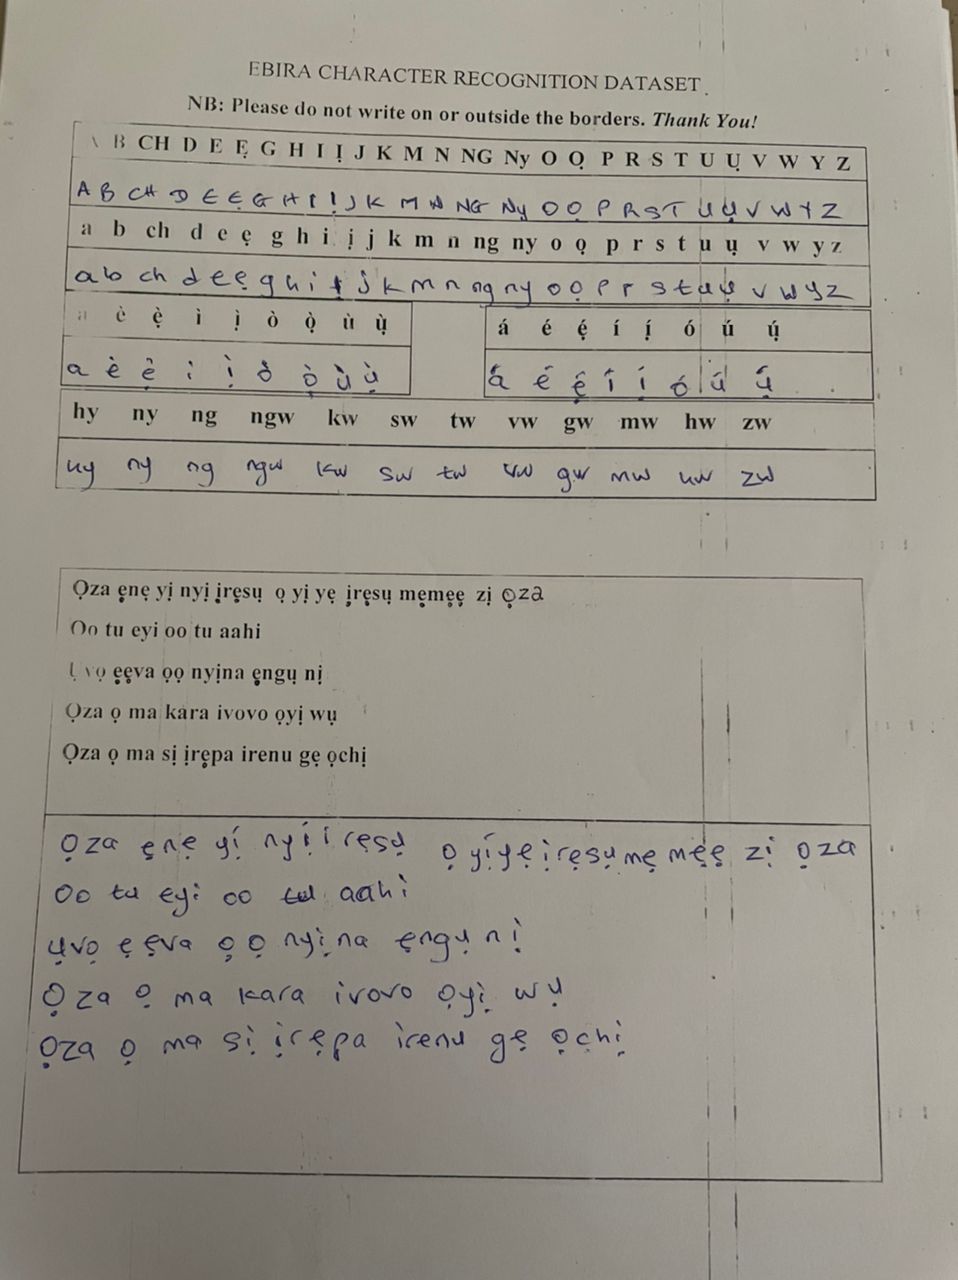 EBIRA CHARACTER RECOGNITION DATASET
NB: Please do not write on or outside the borders. Thank You!
A B CH D E Ẹ G H I Ị J K M N NG Ny O Ọ P R S T U Ụ V W Y Z
A B CH D E Ẹ G H I Ị J K M N NG Ny O Ọ P R S T U Ụ V W Y Z
a b ch d e ẹ g h i ị j k m n ng ny o ọ p r s t u ụ v w y z
a b ch d e ẹ g h i ị j k m n ng ny o ọ p r s t u ụ v w y z
a è ẹ̀ ì ị̀ ò ọ̀ ù ụ̀ á é ẹ́ í ị́ ó ú ụ́
a è ẹ̀ ì ị̀ ò ọ̀ ụ̀ ụ̀ á é ẹ́ í í ó ú ụ́
hy ny ng ngw kw sw tw vw gw mw hw zw
hy ny ng ngw kw sw tw vw gw mw hw zw
Ọza ẹnẹ yị nyị ịrẹsụ ọ yị yẹ ịrẹsụ mẹmẹẹ zị ọza
Oo tu eyi oo tu aahi
Ụ vọ ẹẹva ọọ nyịna ẹngụ nị
Ọza ọ ma kara ivovo ọyị wụ
Ọza ọ ma sị ịrẹpa irenu gẹ ọchị
Ọza ẹnẹ yị nyị ịrẹsụ ọ yị yẹ ịrẹsụ mẹ mẹẹ zị ọza
Oo tu eyi oo tu aahi
Ụvọ ẹ ẹva ọ ọ nyị na ẹngụ nị
Ọza ọ ma kara ivovo ọyị wụ
Ọza ọ ma sị ịrẹpa irenu gẹ ọchị